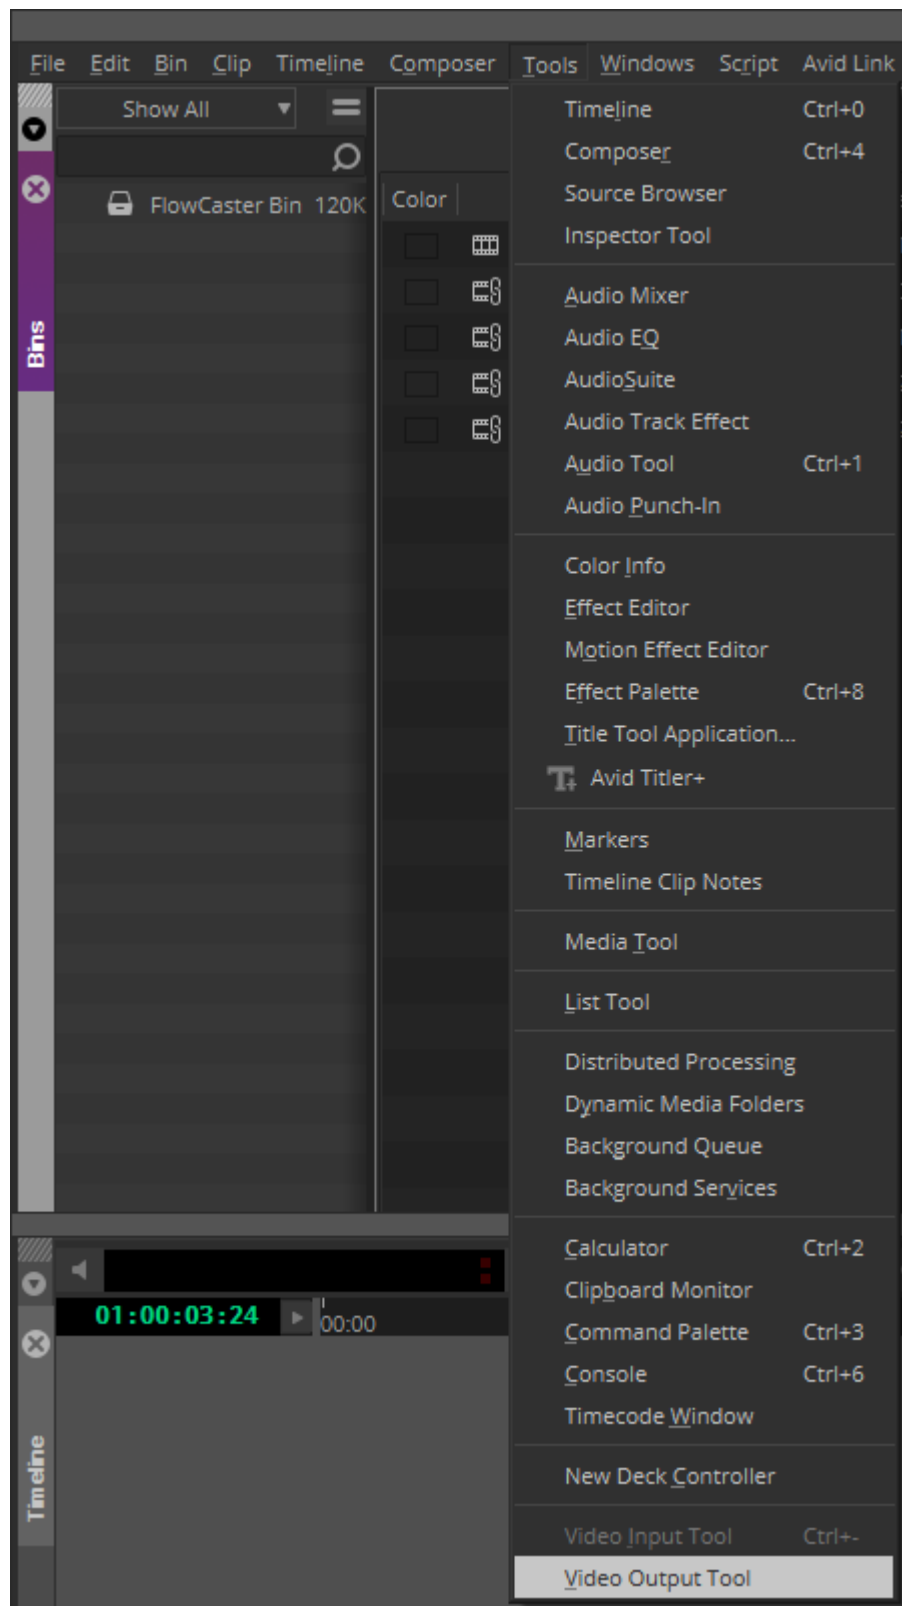 File Edit Bin Clip Timeline Composer Tools Windows Script Avid Link
Show All
FlowCaster Bin 120K
Bins
Color
Timeline Ctrl+0
Composer Ctrl+4
Source Browser
Inspector Tool
Audio Mixer
Audio EQ
AudioSuite
Audio Track Effect
Audio Tool Ctrl+1
Audio Punch-In
Color Info
Effect Editor
Motion Effect Editor
Effect Palette Ctrl+8
Title Tool Application...
Avid Titler+
Markers
Timeline Clip Notes
Media Tool
List Tool
Distributed Processing
Dynamic Media Folders
Background Queue
Background Services
Calculator Ctrl+2
Clipboard Monitor
Command Palette Ctrl+3
Console Ctrl+6
Timecode Window
New Deck Controller
Video Input Tool Ctrl+-
Video Output Tool
01:00:03:24
00:00
Timeline